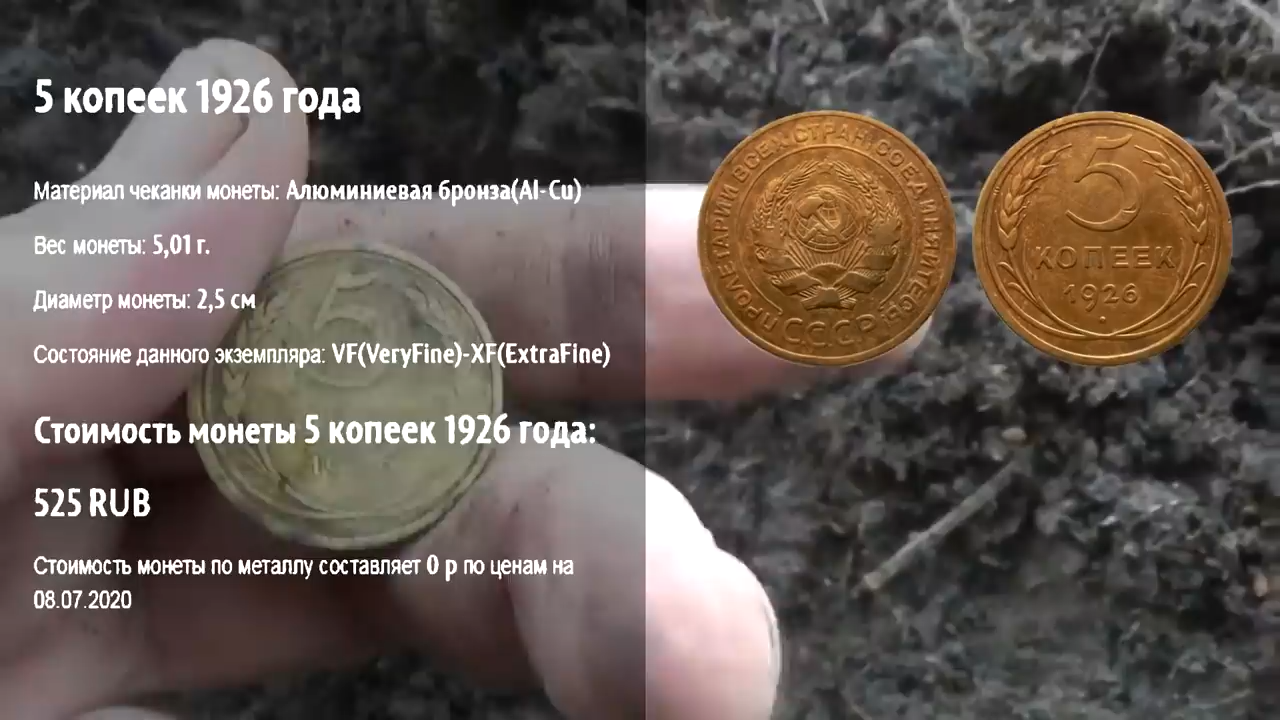 5 копеек 1926 года
Материал чеканки монеты: Алюминиевая бронза(Al-Cu)
Вес монеты: 5,01 г.
Диаметр монеты: 2,5 см
Состояние данного экземпляра: VF(VeryFine)-XF(ExtraFine)
Стоимость монеты 5 копеек 1926 года:
525 RUB
Стоимость монеты по металлу составляет 0 р по ценам на
08.07.2020
ПРОЛЕТАРИИ ВСЕХ СТРАН, СОЕДИНЯЙТЕСЬ!
СССР
5
КОПЕЕК
1926
5